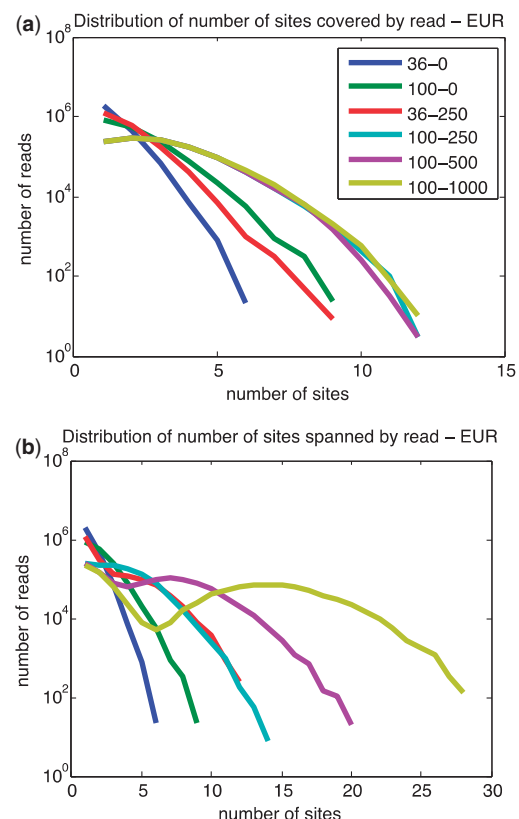 (a) Distribution of number of sites covered by read – EUR
10^8
10^6
10^4
10^2
10^0
number of reads
36–0
100–0
36–250
100–250
100–500
100–1000
0 5 10 15
number of sites
(b) Distribution of number of sites spanned by read – EUR
10^8
10^6
10^4
10^2
10^0
number of reads
0 5 10 15 20 25 30
number of sites